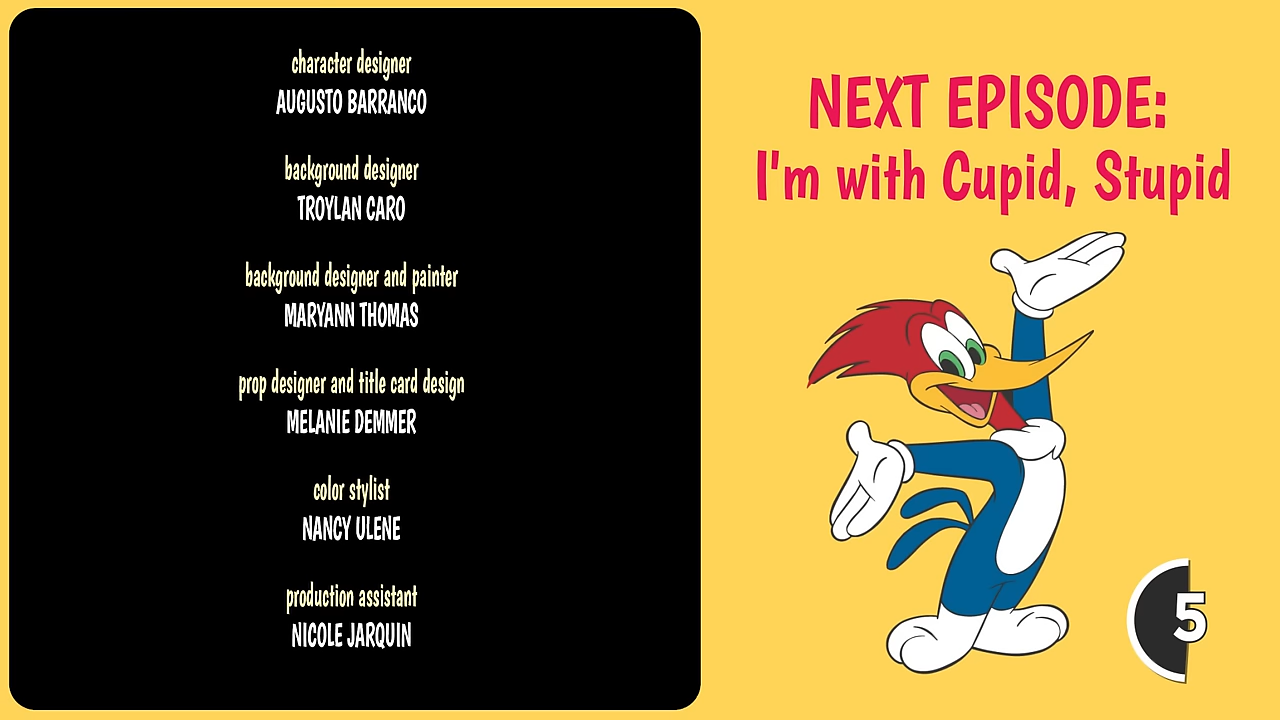 character designer
AUGUSTO BARRANCO
background designer
TROYLAN CARO
background designer and painter
MARYANN THOMAS
prop designer and title card design
MELANIE DEMMER
color stylist
NANCY ULENE
production assistant
NICOLE JARQUIN
NEXT EPISODE:
I'm with Cupid, Stupid
5